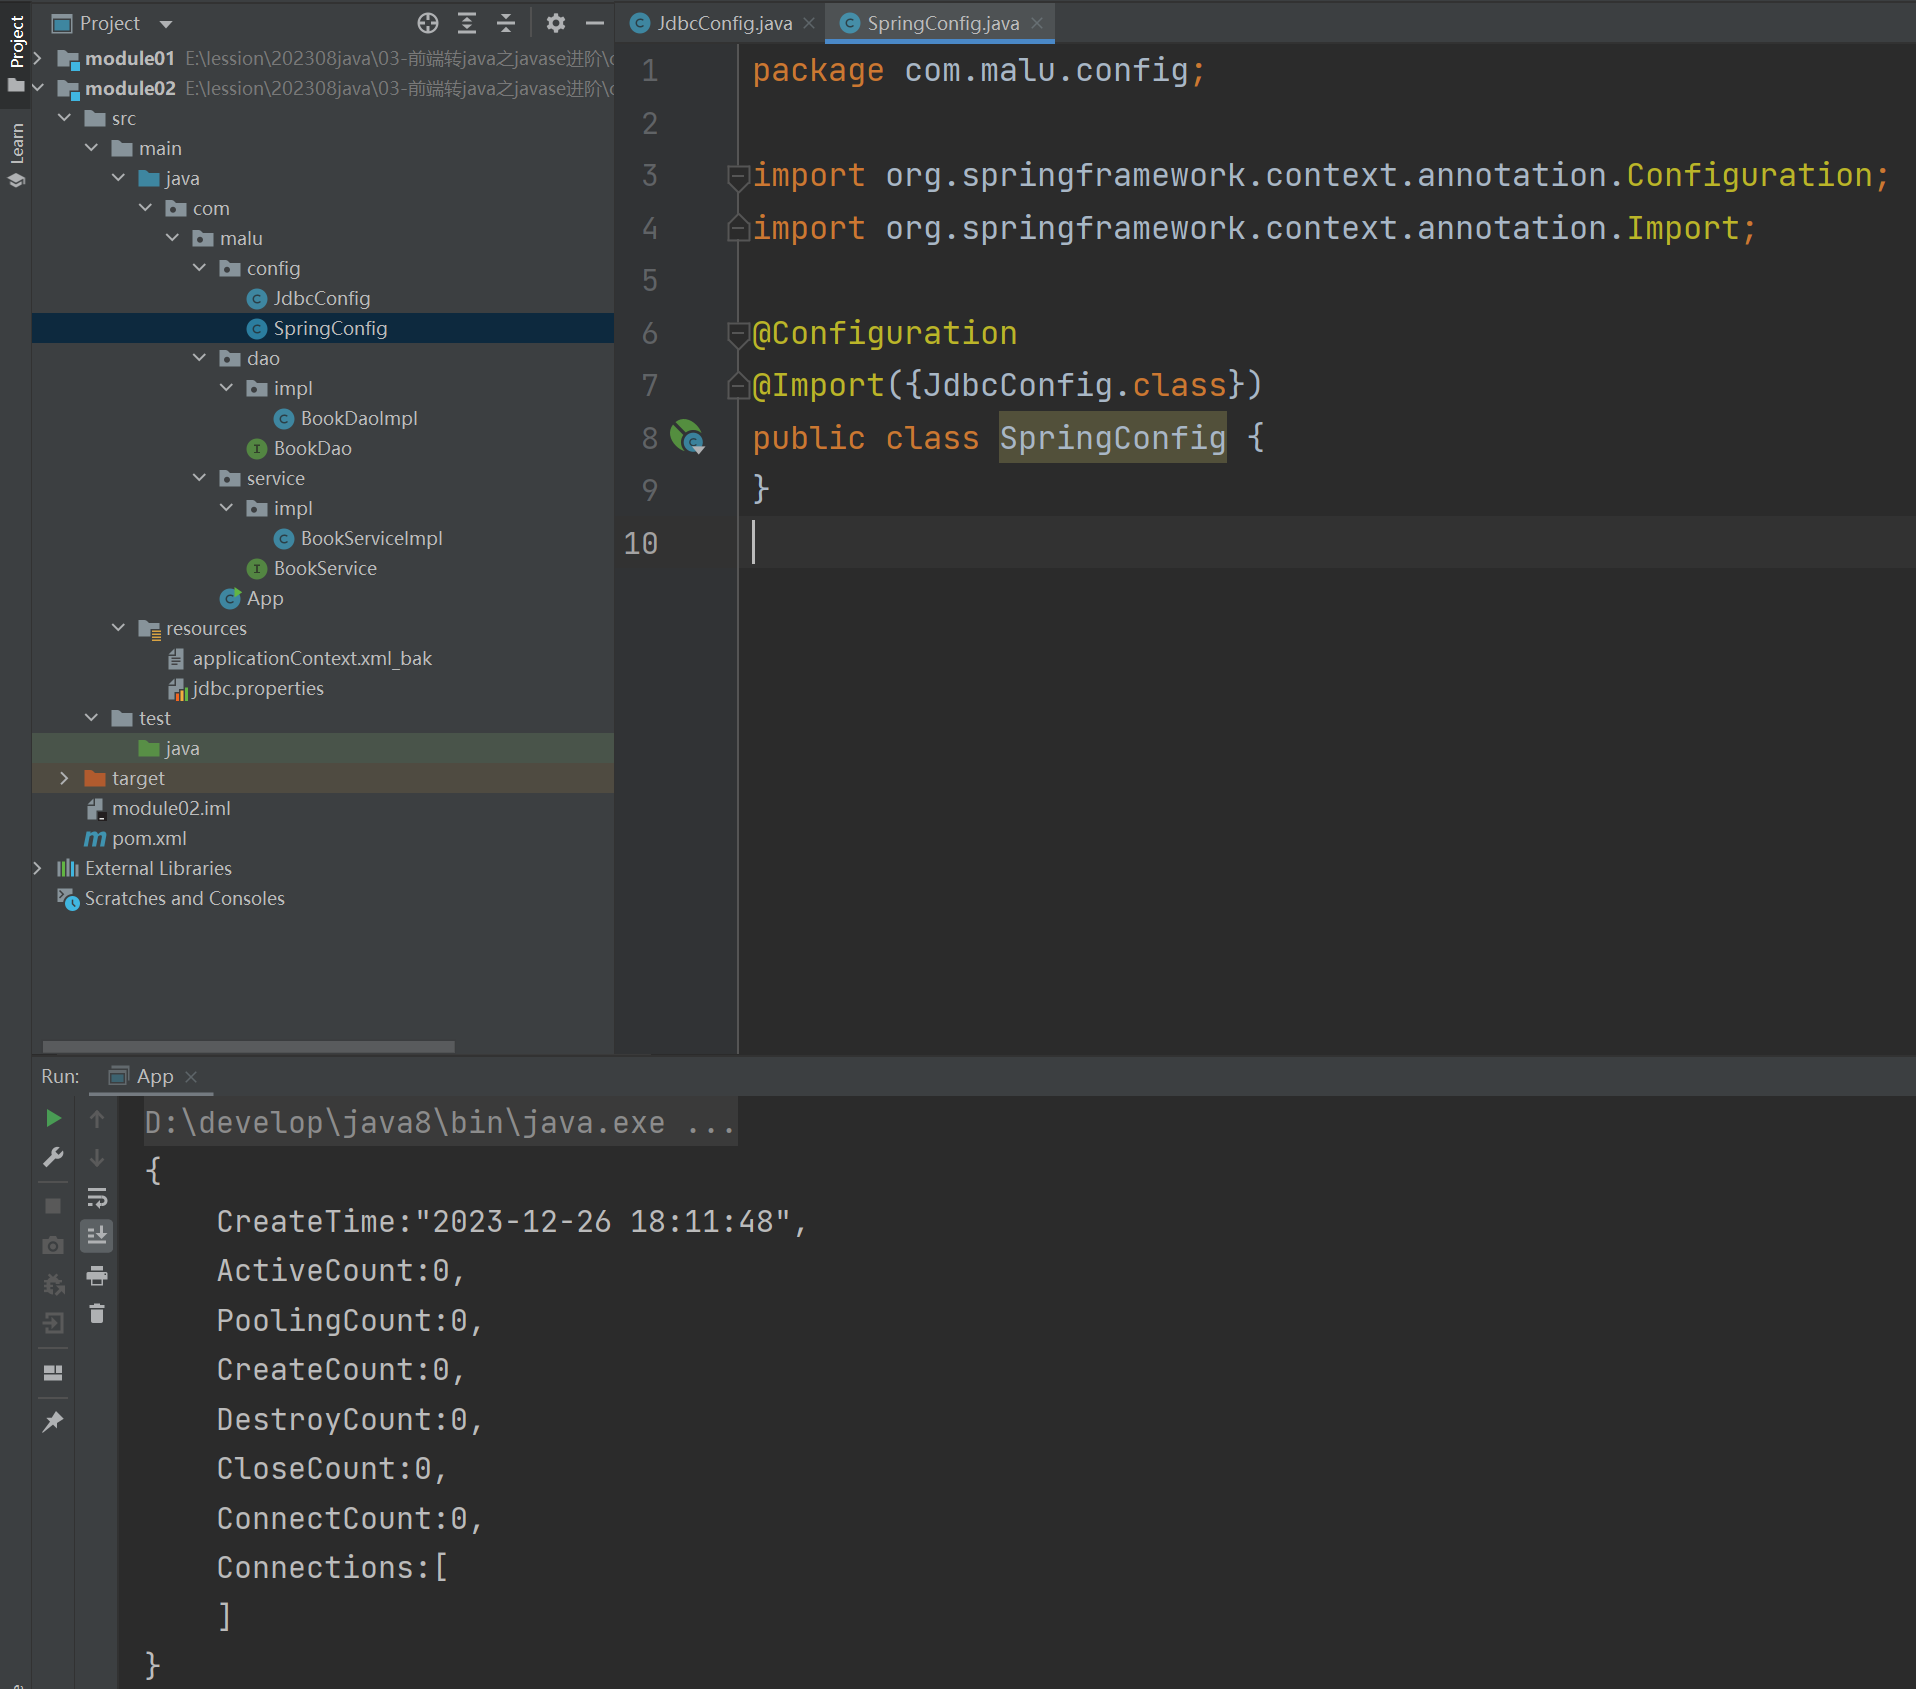 Project
Learn
Project
module01 E:\lession\202308java\03-前端转java之javase进阶\c
module02 E:\lession\202308java\03-前端转java之javase进阶\c
src
main
java
com
malu
config
JdbcConfig
SpringConfig
dao
impl
BookDaoImpl
BookDao
service
impl
BookServiceImpl
BookService
App
resources
applicationContext.xml_bak
jdbc.properties
test
java
target
module02.iml
pom.xml
External Libraries
Scratches and Consoles
JdbcConfig.java
SpringConfig.java
1 package com.malu.config;
2
3 import org.springframework.context.annotation.Configuration;
4 import org.springframework.context.annotation.Import;
5
6 @Configuration
7 @Import({JdbcConfig.class})
8 public class SpringConfig {
9 }
10
Run: App
D:\develop\java8\bin\java.exe ...
{
CreateTime:"2023-12-26 18:11:48",
ActiveCount:0,
PoolingCount:0,
CreateCount:0,
DestroyCount:0,
CloseCount:0,
ConnectCount:0,
Connections:[
]
}